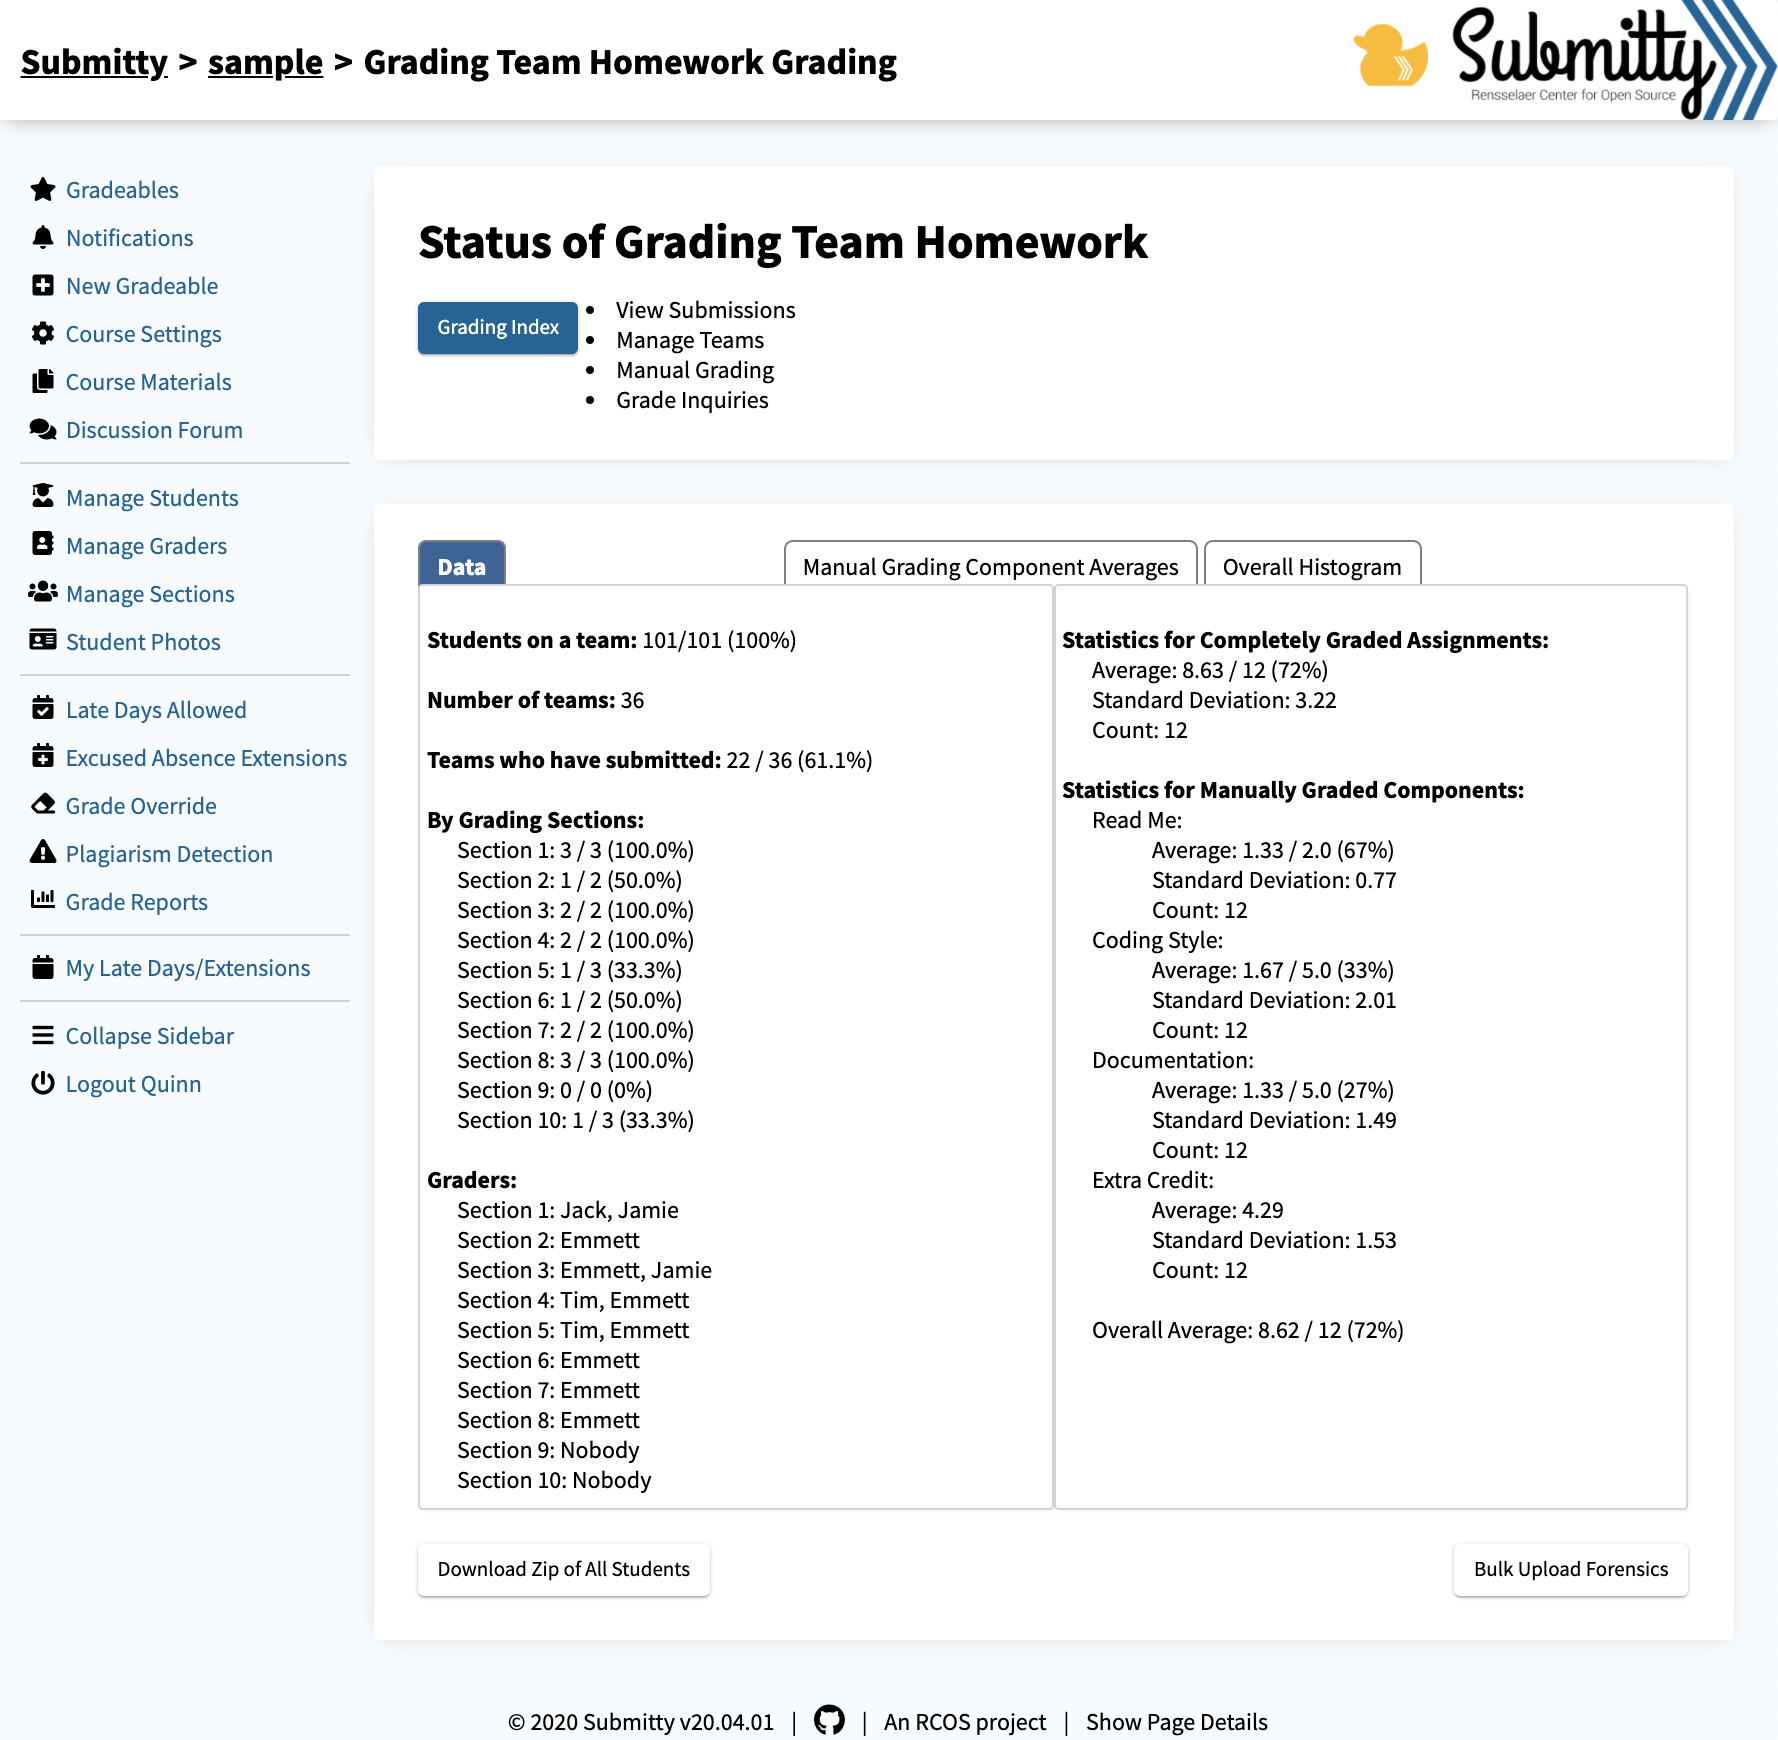 Submitty > sample > Grading Team Homework Grading
Submitty
Rensselaer Center for Open Source
Gradeables
Notifications
New Gradeable
Course Settings
Course Materials
Discussion Forum
Manage Students
Manage Graders
Manage Sections
Student Photos
Late Days Allowed
Excused Absence Extensions
Grade Override
Plagiarism Detection
Grade Reports
My Late Days/Extensions
Collapse Sidebar
Logout Quinn
Status of Grading Team Homework
Grading Index
• View Submissions
• Manage Teams
• Manual Grading
• Grade Inquiries
Data
Manual Grading Component Averages
Overall Histogram
Students on a team: 101/101 (100%)
Number of teams: 36
Teams who have submitted: 22 / 36 (61.1%)
By Grading Sections:
Section 1: 3 / 3 (100.0%)
Section 2: 1 / 2 (50.0%)
Section 3: 2 / 2 (100.0%)
Section 4: 2 / 2 (100.0%)
Section 5: 1 / 3 (33.3%)
Section 6: 1 / 2 (50.0%)
Section 7: 2 / 2 (100.0%)
Section 8: 3 / 3 (100.0%)
Section 9: 0 / 0 (0%)
Section 10: 1 / 3 (33.3%)
Graders:
Section 1: Jack, Jamie
Section 2: Emmett
Section 3: Emmett, Jamie
Section 4: Tim, Emmett
Section 5: Tim, Emmett
Section 6: Emmett
Section 7: Emmett
Section 8: Emmett
Section 9: Nobody
Section 10: Nobody
Statistics for Completely Graded Assignments:
Average: 8.63 / 12 (72%)
Standard Deviation: 3.22
Count: 12
Statistics for Manually Graded Components:
Read Me:
Average: 1.33 / 2.0 (67%)
Standard Deviation: 0.77
Count: 12
Coding Style:
Average: 1.67 / 5.0 (33%)
Standard Deviation: 2.01
Count: 12
Documentation:
Average: 1.33 / 5.0 (27%)
Standard Deviation: 1.49
Count: 12
Extra Credit:
Average: 4.29
Standard Deviation: 1.53
Count: 12
Overall Average: 8.62 / 12 (72%)
Download Zip of All Students
Bulk Upload Forensics
© 2020 Submitty v20.04.01 | | An RCOS project | Show Page Details